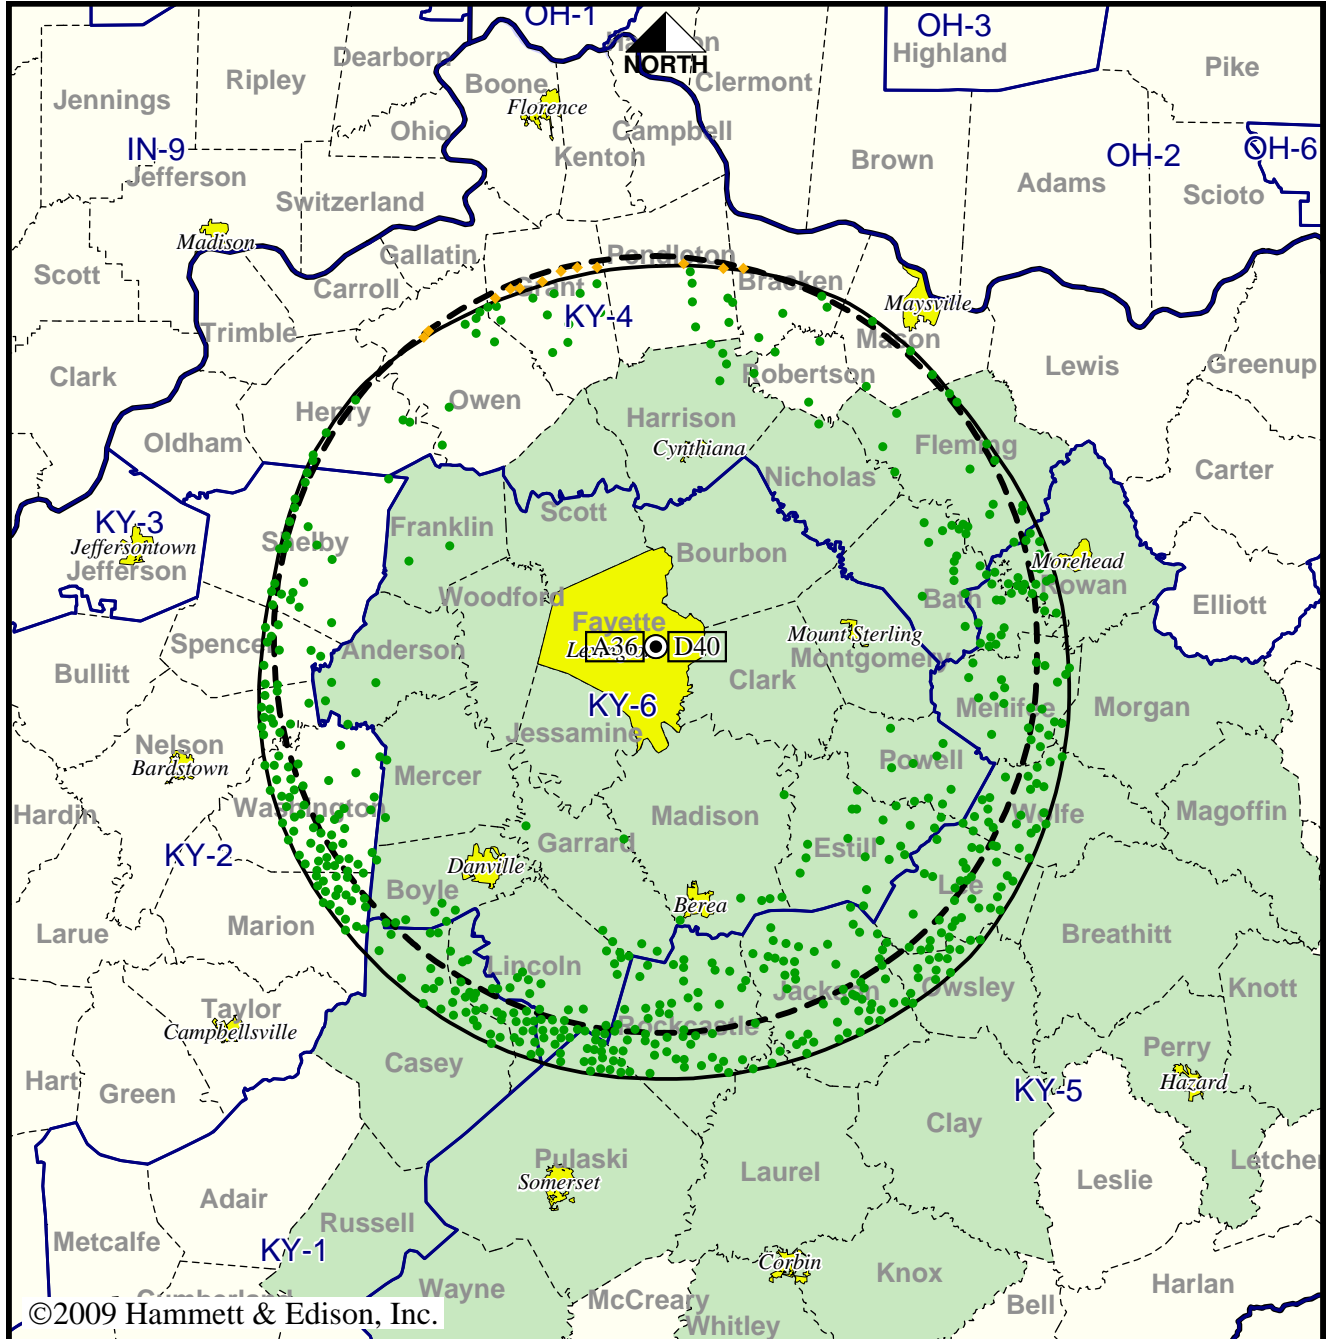 OH-1
OH-3
Highland
NORTH
Dearborn
Boone
Clermont
Pike
Ripley
Jennings
Florence
Ohio
Campbell
Kenton
Brown
IN-9
OH-2
OH-6
Jefferson
Adams
Scioto
Switzerland
Madison
Gallatin
Pendleton
Scott
Carroll
Grant
Bracken
Maysville
KY-4
Trimble
Mason
Clark
Robertson
Lewis
Greenup
Henry
Owen
Harrison
Oldham
Cynthiana
Fleming
Nicholas
Carter
KY-3
Franklin
Scott
Shelby
Bourbon
Jeffersontown
Jefferson
Morehead
Rowan
Woodford
Bath
Elliott
Fayette
Mount Sterling
Spence
Anderson
A36
D40
Montgomery
Bullitt
Clark
KY-6
Menifee
Morgan
Jessamine
Nelson
Bardstown
Powell
Mercer
Hardin
Washington
Madison
Wolfe
Magoffin
Garrard
Estill
KY-2
Danville
Boyle
Lee
Berea
Marion
Larue
Breathitt
Lincoln
Jackson
Owsley
Knott
Taylor
Campbellsville
Rockcastle
Perry
Casey
Hart
Green
KY-5
Hazard
Clay
Pulaski
Somerset
Laurel
Leslie
Letcher
Adair
Russell
Metcalfe
KY-1
Corbin
Knox
Wayne
Harlan
Cumberland
McCreary
Bell
Whitley
©2009 Hammett & Edison, Inc.